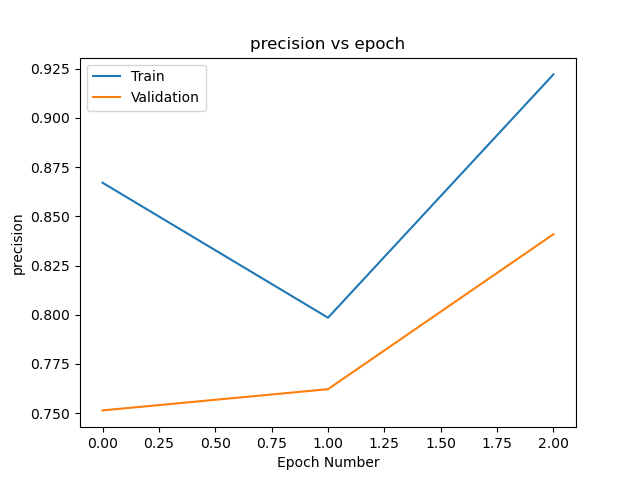 precision vs epoch
Train
Validation
0.925
0.900
0.875
0.850
0.825
0.800
0.775
0.750
precision
0.00 0.25 0.50 0.75 1.00 1.25 1.50 1.75 2.00
Epoch Number